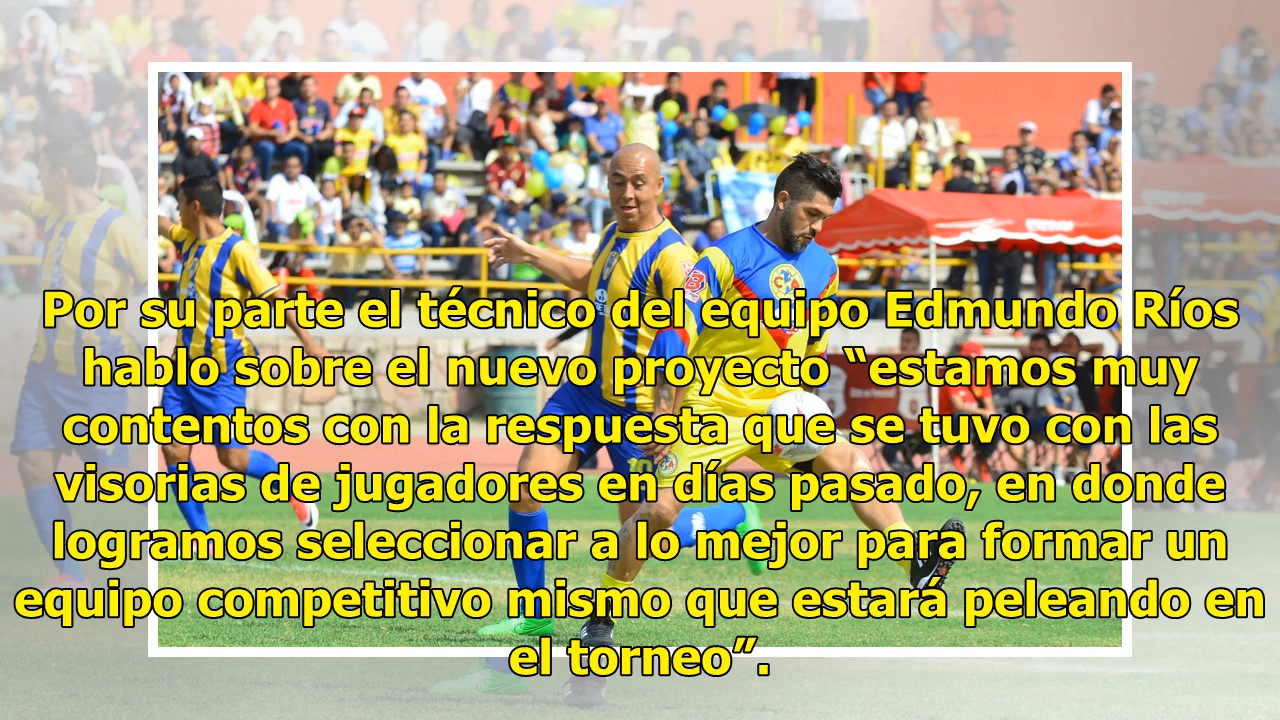 Por su parte el técnico del equipo Edmundo Ríos
hablo sobre el nuevo proyecto “estamos muy
contentos con la respuesta que se tuvo con las
visorias de jugadores en días pasado, en donde
logramos seleccionar a lo mejor para formar un
equipo competitivo mismo que estará peleando en
el torneo”.